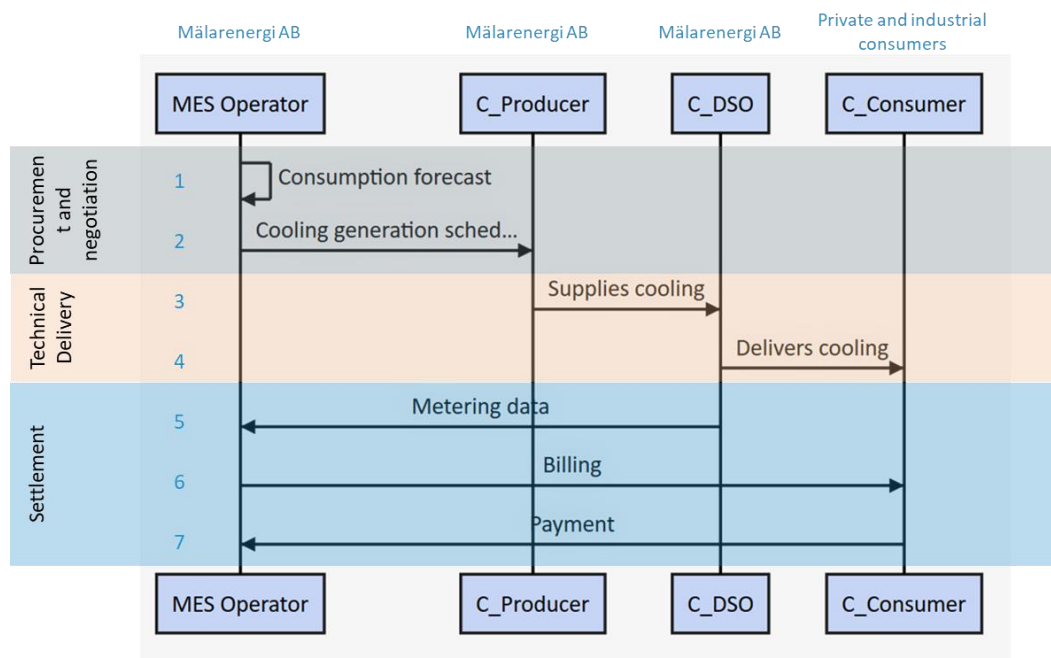 Mälarenergi AB
Mälarenergi AB
Mälarenergi AB
Private and industrial
consumers
MES Operator
C_Producer
C_DSO
C_Consumer
Procuremen
t and
negotiation
1
Consumption forecast
2
Cooling generation sched...
Technical
Delivery
3
Supplies cooling
4
Delivers cooling
Settlement
5
Metering data
6
Billing
7
Payment
MES Operator
C_Producer
C_DSO
C_Consumer